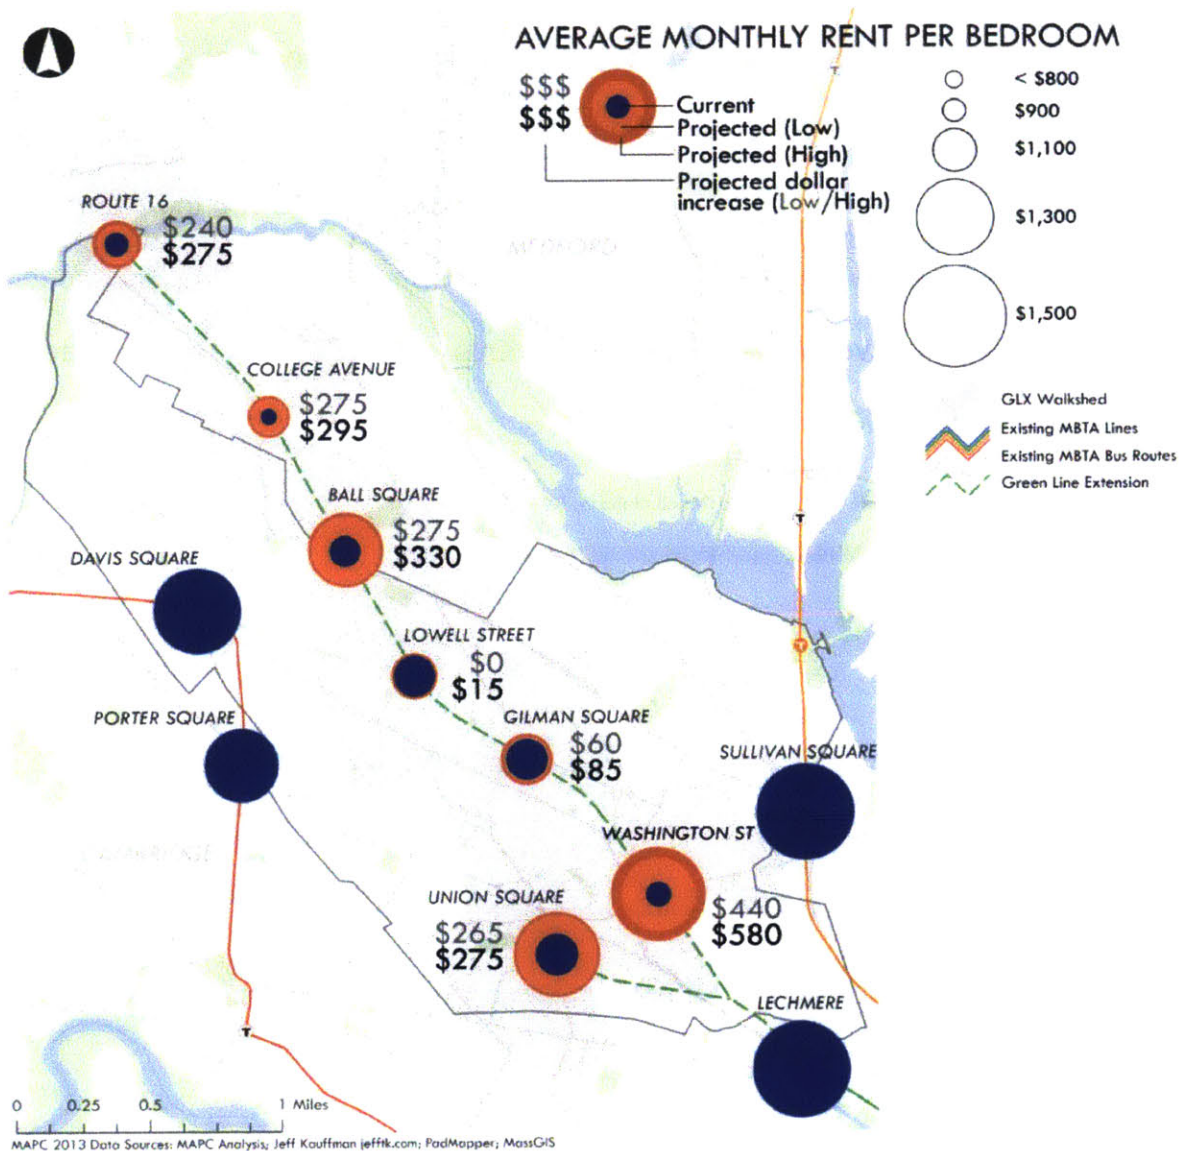 AVERAGE MONTHLY RENT PER BEDROOM
$$$
$$$
Current
Projected (Low)
Projected (High)
Projected dollar
increase (Low/High)
< $800
$900
$1,100
$1,300
$1,500
GLX Walkshed
Existing MBTA Lines
Existing MBTA Bus Routes
Green Line Extension
ROUTE 16
$240
$275
MEDFORD
COLLEGE AVENUE
$275
$295
BALL SQUARE
$275
$330
DAVIS SQUARE
LOWELL STREET
$0
$15
PORTER SQUARE
GILMAN SQUARE
$60
$85
SULLIVAN SQUARE
WASHINGTON ST
$440
$580
CAMBRIDGE
UNION SQUARE
$265
$275
LECHMERE
T
T
T
T
0 0.25 0.5 1 Miles
MAPC 2013 Data Sources: MAPC Analysis; Jeff Kauffman jefftk.com; PadMapper; MassGIS